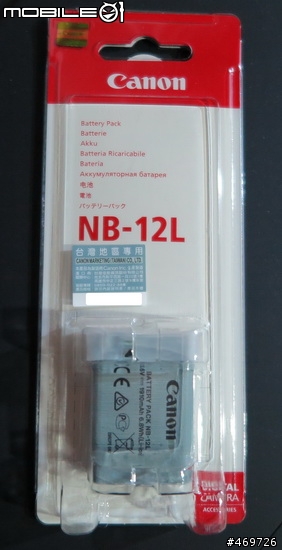 MOBILE01
Canon
Battery Pack
Batterie
Akku
Batteria Ricaricabile
Batería
Аккумуляторная батарея
电池
電池
バッテリーパック
NB-12L
台灣地區專用
CANON MARKETING TAIWAN CO., LTD.
Canon
BATTERY PACK NB-12L
1910mAh
DIGITAL
CAMERA
ACCESSORIES
#469726